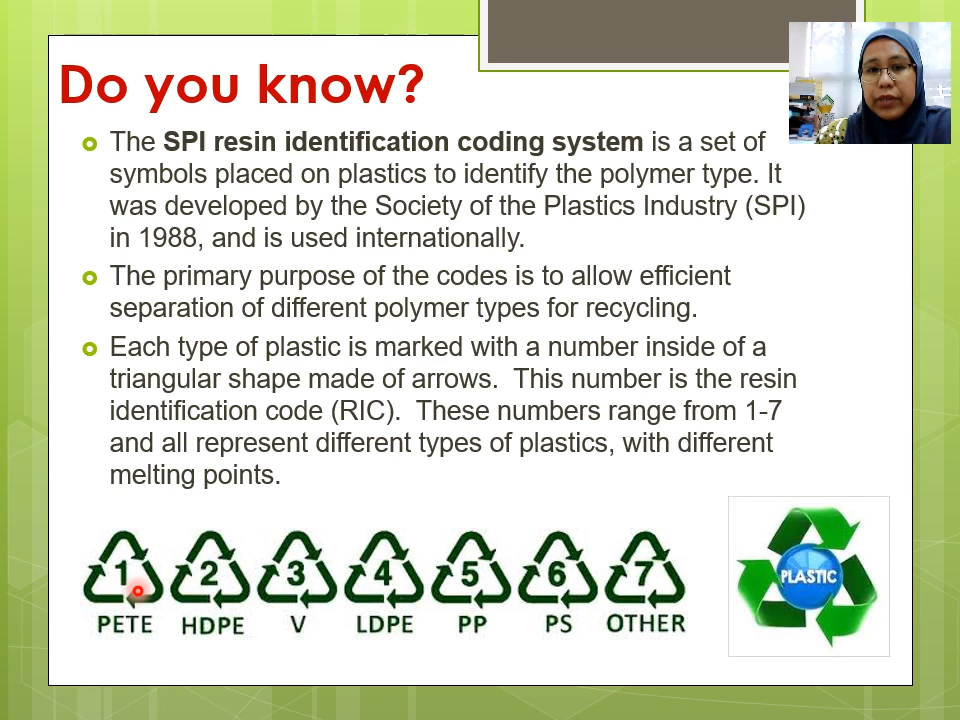 Do you know?
The SPI resin identification coding system is a set of
symbols placed on plastics to identify the polymer type. It
was developed by the Society of the Plastics Industry (SPI)
in 1988, and is used internationally.
The primary purpose of the codes is to allow efficient
separation of different polymer types for recycling.
Each type of plastic is marked with a number inside of a
triangular shape made of arrows.  This number is the resin
identification code (RIC).  These numbers range from 1-7
and all represent different types of plastics, with different
melting points.
1 2 3 4 5 6 7
PETE HDPE V LDPE PP PS OTHER
PLASTIC